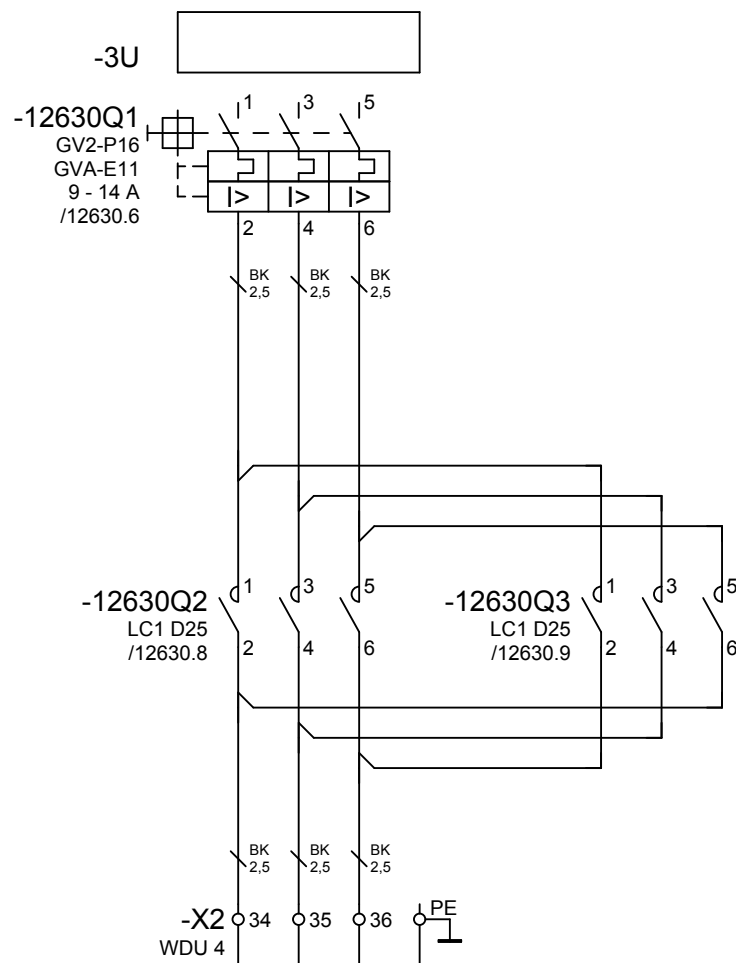 -3U
1 3 5
-12630Q1
GV2-P16
GVA-E11
9 - 14 A
/12630.6
I> I> I>
2 4 6
BK BK BK
2,5 2,5 2,5
1 3 5 1 3 5
-12630Q2 -12630Q3
LC1 D25 LC1 D25
/12630.8 2 4 6 /12630.9 2 4 6
BK BK BK
2,5 2,5 2,5
-X2 34 35 36 PE
WDU 4